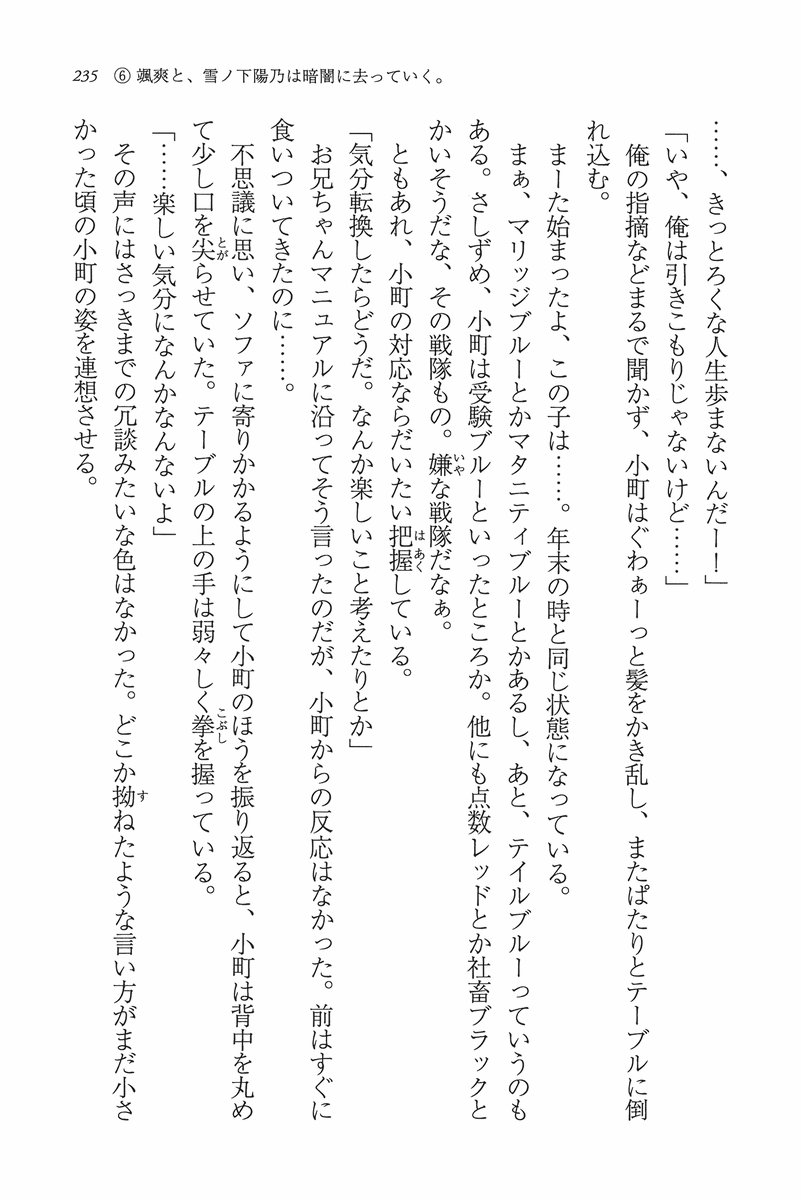 235 ⑥ 颯爽と、雪ノ下陽乃は暗闇に去っていく。
……、きっとろくな人生歩まないんだー！」
「いや、俺は引きこもりじゃないけど……」
俺の指摘などまるで聞かず、小町はぐわぁーっと髪をかき乱し、またぱたりとテーブルに倒
れ込む。
まーた始まったよ、この子は……。年末の時と同じ状態になっている。
まぁ、マリッジブルーとかマタニティブルーとかあるし、あと、テイルブルーっていうのも
ある。さしずめ、小町は受験ブルーといったところか。他にも点数レッドとか社畜ブラックと
かいそうだな、その戦隊もの。嫌な戦隊だなぁ。
ともあれ、小町の対応ならだいたい把握している。
「気分転換したらどうだ。なんか楽しいこと考えたりとか」
お兄ちゃんマニュアルに沿ってそう言ったのだが、小町からの反応はなかった。前はすぐに
食いついてきたのに……。
不思議に思い、ソファに寄りかかるようにして小町のほうを振り返ると、小町は背中を丸め
て少し口を尖らせていた。テーブルの上の手は弱々しく拳を握っている。
「……楽しい気分になんかなんないよ」
その声にはさっきまでの冗談みたいな色はなかった。どこか拗ねたような言い方がまだ小さ
かった頃の小町の姿を連想させる。